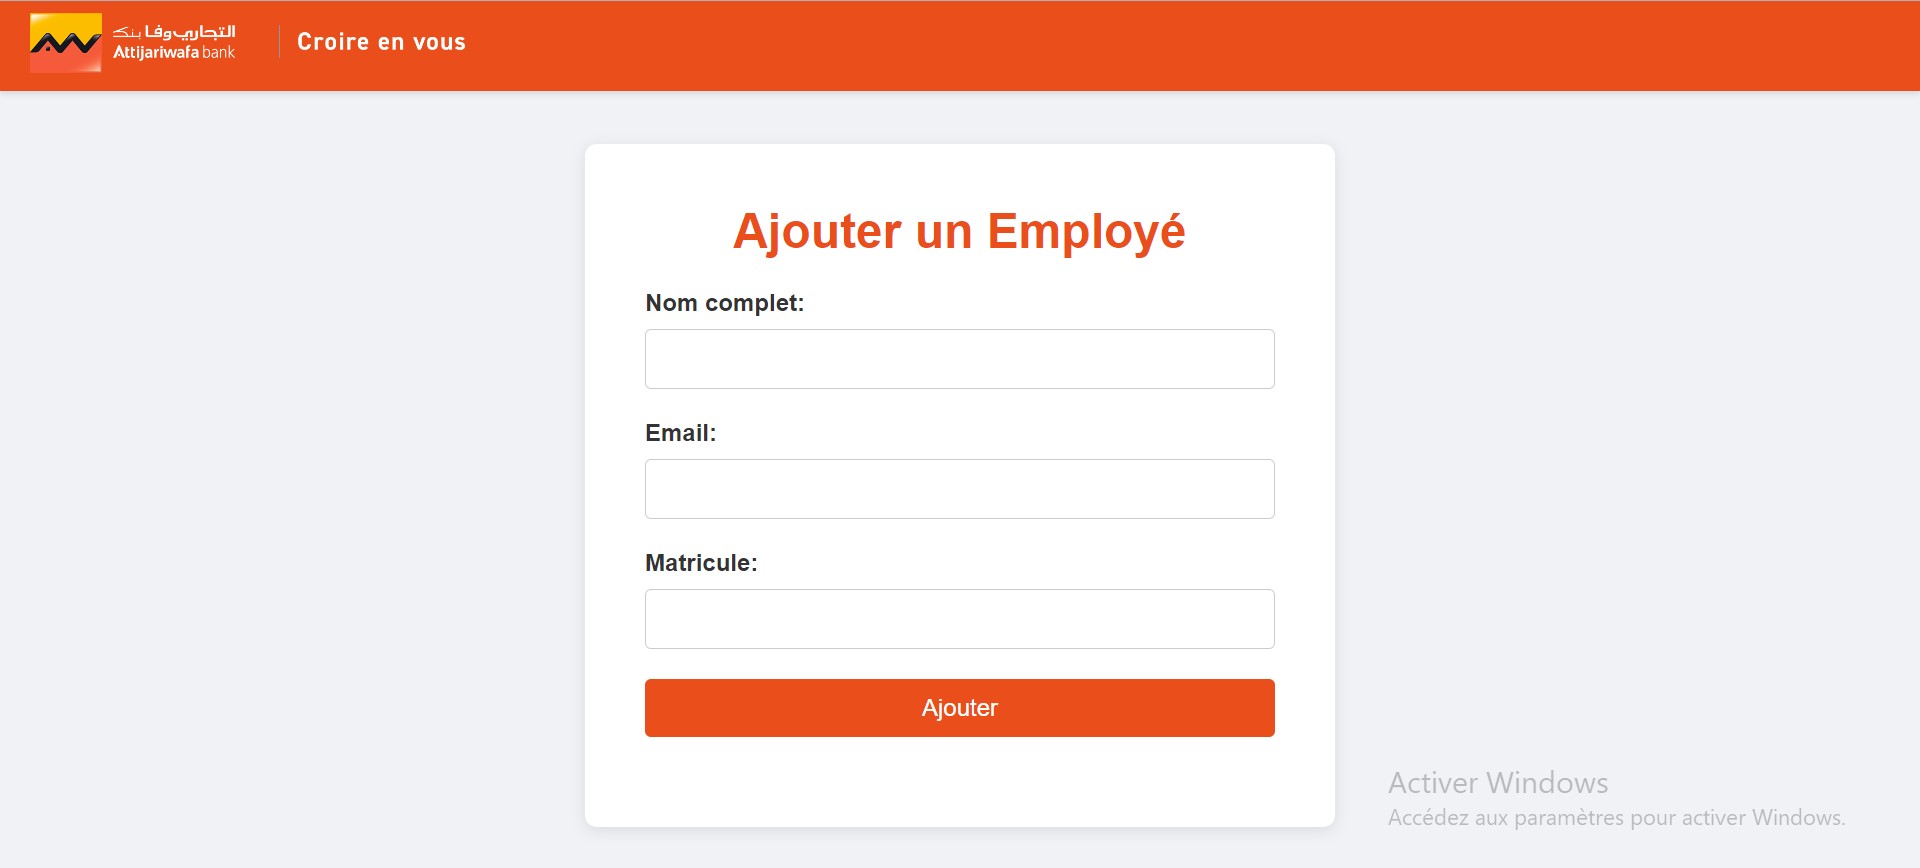 التجاري وفا بنك
Attijariwafa bank
Croire en vous
Ajouter un Employé
Nom complet:
Email:
Matricule:
Ajouter
Activer Windows
Accédez aux paramètres pour activer Windows.